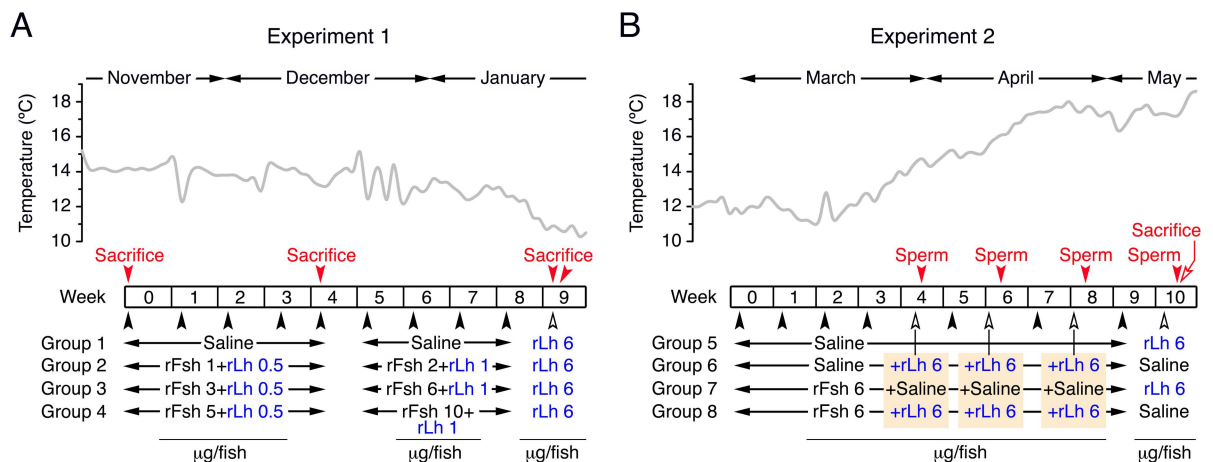 A
Experiment 1
November December January
Temperature (ºC)
18
16
14
12
10
Sacrifice Sacrifice Sacrifice
Week 0 1 2 3 4 5 6 7 8 9
Group 1 Saline Saline rLh 6
Group 2 rFsh 1+rLh 0.5 rFsh 2+rLh 1 rLh 6
Group 3 rFsh 3+rLh 0.5 rFsh 6+rLh 1 rLh 6
Group 4 rFsh 5+rLh 0.5 rFsh 10+ rLh 6
rLh 1
µg/fish µg/fish µg/fish
B
Experiment 2
March April May
Temperature (ºC)
18
16
14
12
10
Sacrifice
Sperm Sperm Sperm Sperm
Week 0 1 2 3 4 5 6 7 8 9 10
Group 5 Saline rLh 6
Group 6 Saline +rLh 6 +rLh 6 +rLh 6 Saline
Group 7 rFsh 6 +Saline +Saline +Saline rLh 6
Group 8 rFsh 6 +rLh 6 +rLh 6 +rLh 6 Saline
µg/fish µg/fish